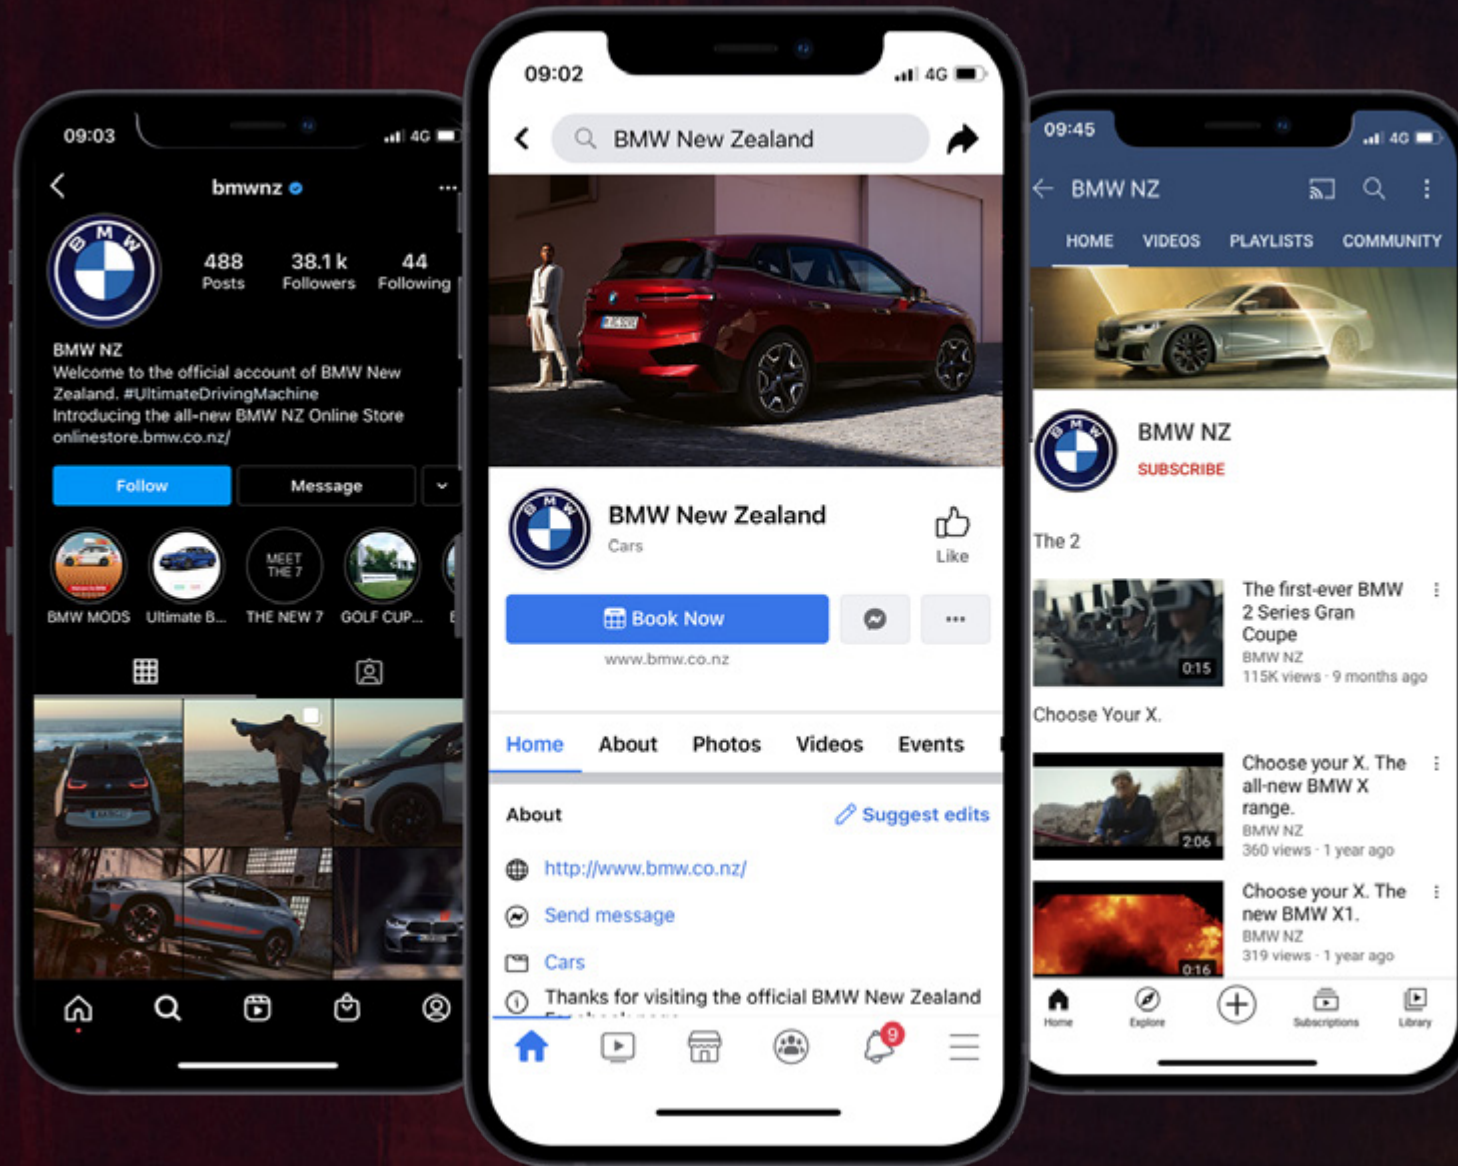 09:03
4G
bmwnz
488
Posts
38.1 k
Followers
44
Following
BMW
BMW NZ
Welcome to the official account of BMW New
Zealand. #UltimateDrivingMachine
Introducing the all-new BMW NZ Online Store
onlinestore.bmw.co.nz/
Follow
Message
MEET
THE 7
BMW MODS
Ultimate B...
THE NEW 7
GOLF CUP...
09:02
4G
BMW New Zealand
BMW
BMW New Zealand
Cars
Like
Book Now
www.bmw.co.nz
Home
About
Photos
Videos
Events
About
Suggest edits
http://www.bmw.co.nz/
Send message
Cars
Thanks for visiting the official BMW New Zealand
9
09:45
4G
BMW NZ
HOME
VIDEOS
PLAYLISTS
COMMUNITY
BMW
BMW NZ
SUBSCRIBE
The 2
0:15
The first-ever BMW
2 Series Gran
Coupe
BMW NZ
115K views · 9 months ago
Choose Your X.
2:06
Choose your X. The
all-new BMW X
range.
BMW NZ
360 views · 1 year ago
0:16
Choose your X. The
new BMW X1.
BMW NZ
319 views · 1 year ago
Home
Explore
Subscriptions
Library